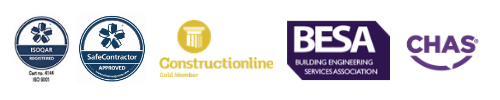 ISOQAR
REGISTERED
Cert no. 4144
ISO 9001
SafeContractor
APPROVED
Constructionline
Gold Member
BESA
BUILDING ENGINEERING
SERVICES ASSOCIATION
CHAS